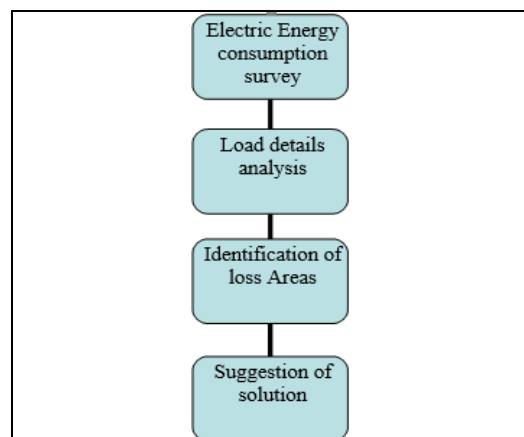 Electric Energy
consumption
survey
Load details
analysis
Identification of
loss Areas
Suggestion of
solution